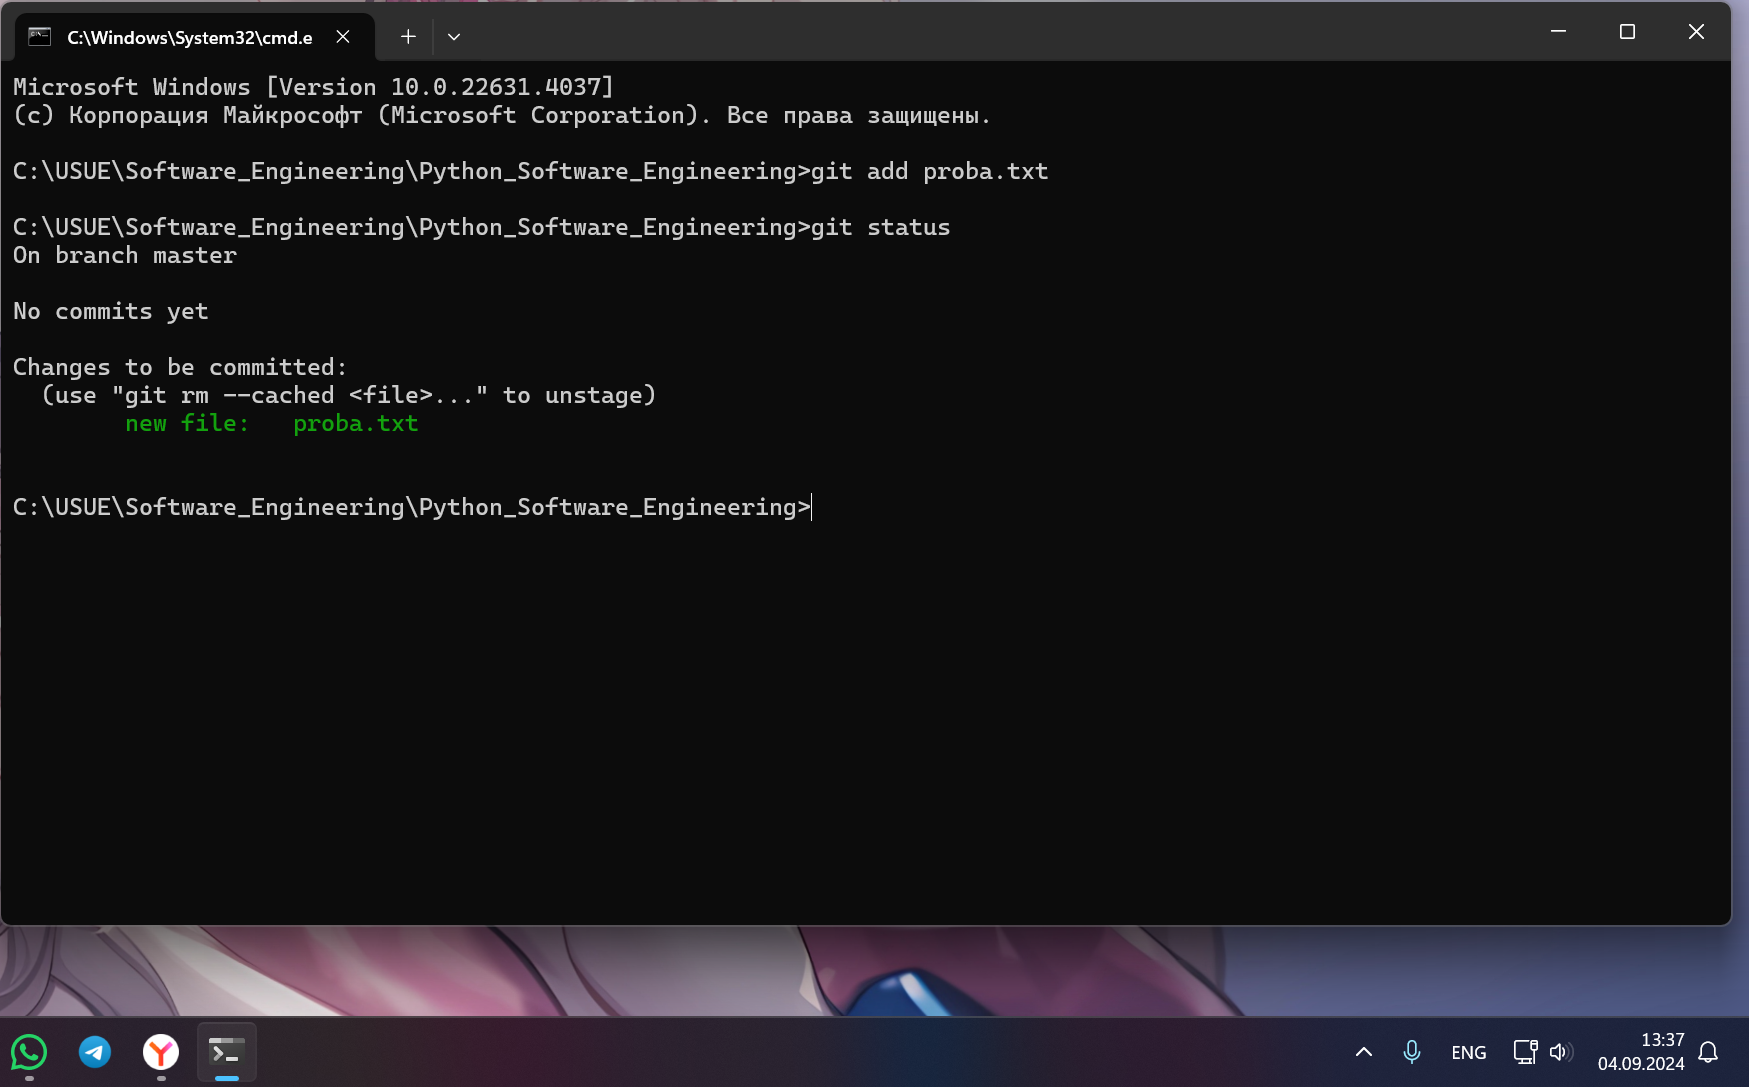 C:\Windows\System32\cmd.e
Microsoft Windows [Version 10.0.22631.4037]
(c) Корпорация Майкрософт (Microsoft Corporation). Все права защищены.
C:\USUE\Software_Engineering\Python_Software_Engineering>git add proba.txt
C:\USUE\Software_Engineering\Python_Software_Engineering>git status
On branch master
No commits yet
Changes to be committed:
(use "git rm --cached <file>..." to unstage)
new file:   proba.txt
C:\USUE\Software_Engineering\Python_Software_Engineering>
ENG
13:37
04.09.2024